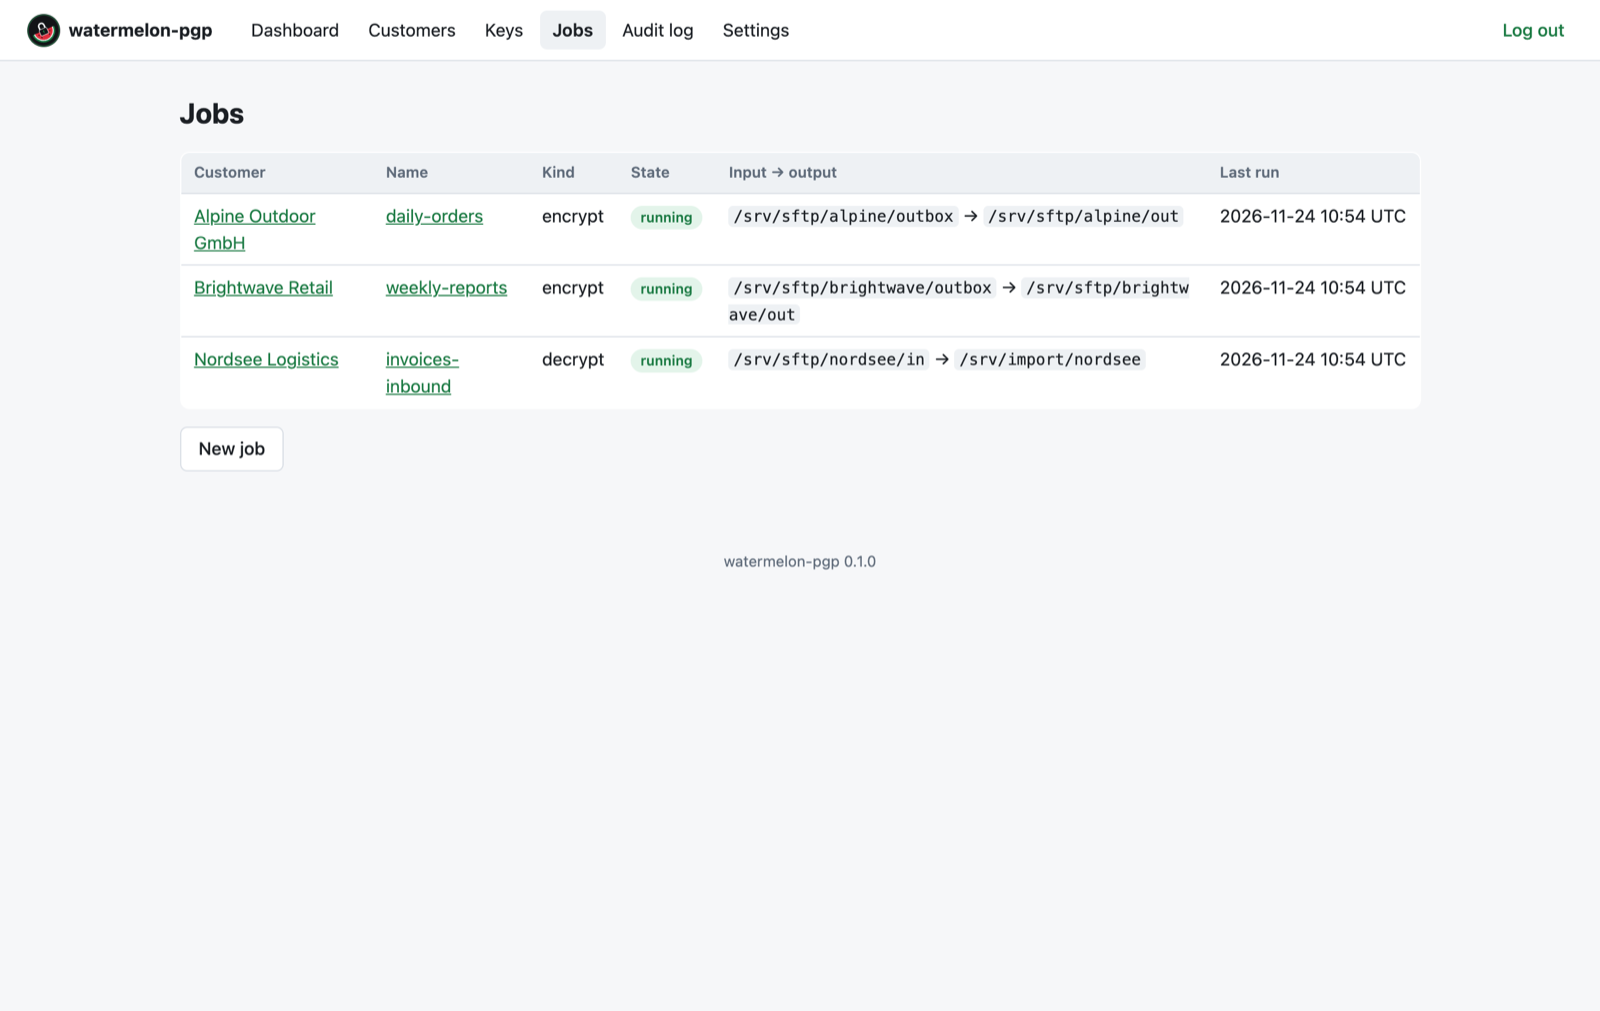 watermelon-pgp Dashboard Customers Keys Jobs Audit log Settings Log out
Jobs
Customer Name Kind State Input → output Last run
Alpine Outdoor GmbH daily-orders encrypt running /srv/sftp/alpine/outbox → /srv/sftp/alpine/out 2026-11-24 10:54 UTC
Brightwave Retail weekly-reports encrypt running /srv/sftp/brightwave/outbox → /srv/sftp/brightwave/out 2026-11-24 10:54 UTC
Nordsee Logistics invoices-inbound decrypt running /srv/sftp/nordsee/in → /srv/import/nordsee 2026-11-24 10:54 UTC
New job
watermelon-pgp 0.1.0